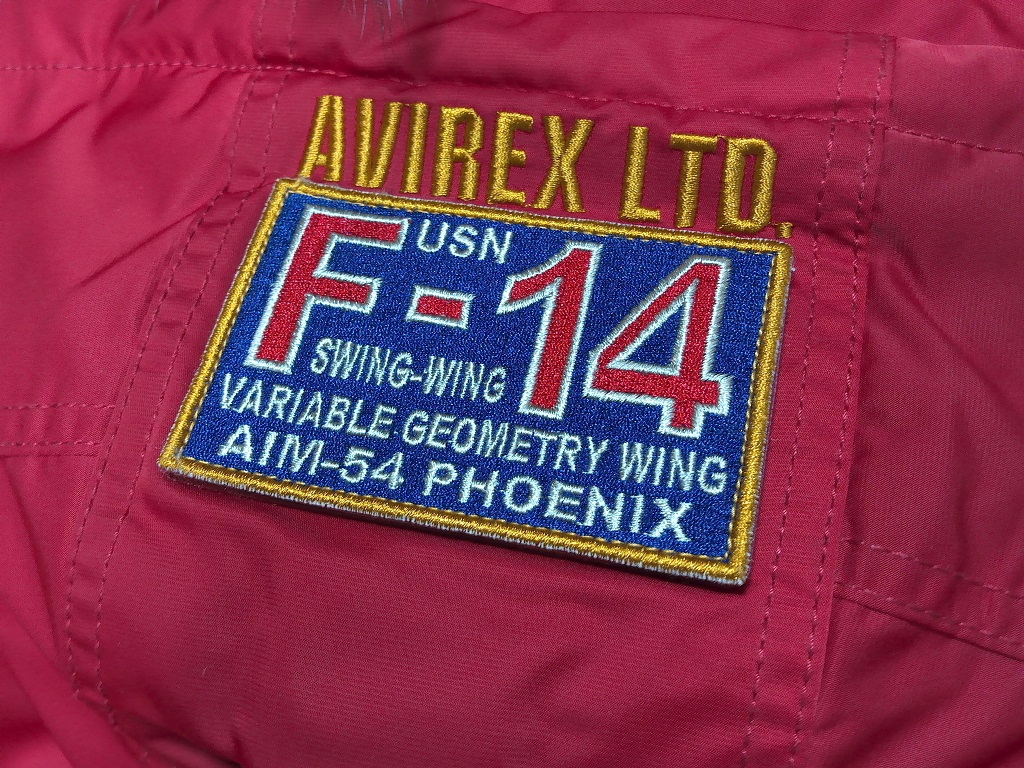 AVIREX LTD.
USN
F-14
SWING-WING
VARIABLE GEOMETRY WING
AIM-54 PHOENIX